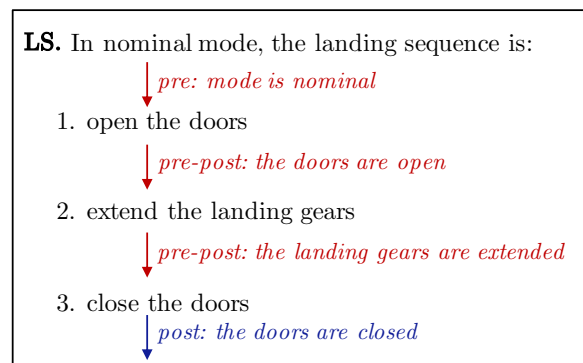 LS. In nominal mode, the landing sequence is:
pre: mode is nominal
1. open the doors
pre-post: the doors are open
2. extend the landing gears
pre-post: the landing gears are extended
3. close the doors
post: the doors are closed